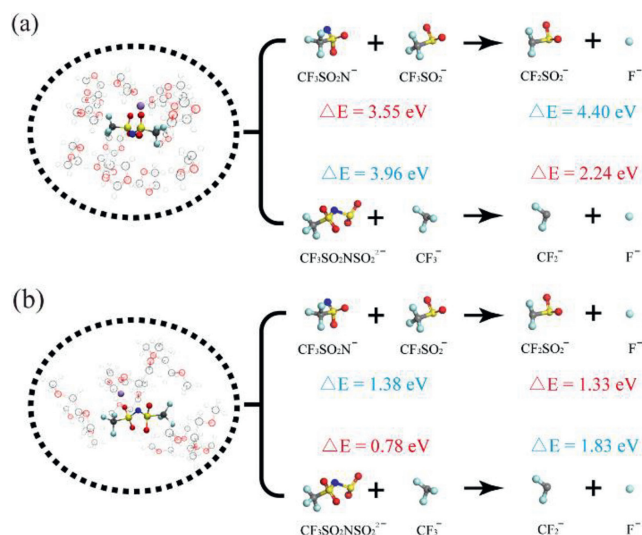 (a)
+ + F⁻
CF₃SO₂N⁻ CF₃SO₂⁻ CF₂SO₂⁻ F⁻
△E = 3.55 eV △E = 4.40 eV
△E = 3.96 eV △E = 2.24 eV
+ +
CF₃SO₂NSO₂²⁻ CF₃⁻ CF₂⁻ F⁻
(b)
+ +
CF₃SO₂N⁻ CF₃SO₂⁻ CF₂SO₂⁻ F⁻
△E = 1.38 eV △E = 1.33 eV
△E = 0.78 eV △E = 1.83 eV
+ +
CF₃SO₂NSO₂²⁻ CF₃⁻ CF₂⁻ F⁻